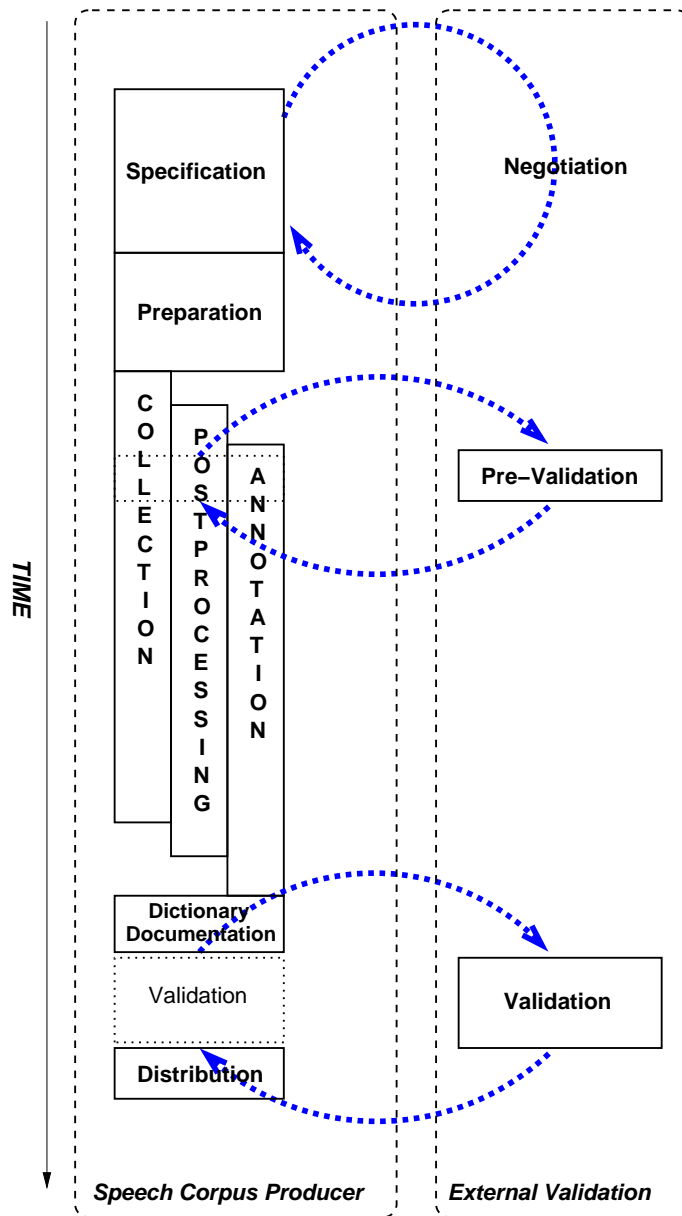 Specification
Negotiation
Preparation
COLLECTION
POSTPROCESSING
ANNOTATION
Pre-Validation
TIME
Dictionary
Documentation
Validation
Validation
Distribution
Speech Corpus Producer
External Validation